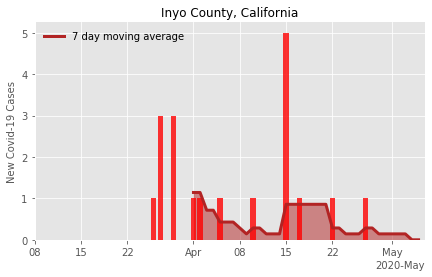 Inyo County, California
7 day moving average
New Covid-19 Cases
5
4
3
2
1
0
08 15 22 Apr 08 15 22 May
2020-May